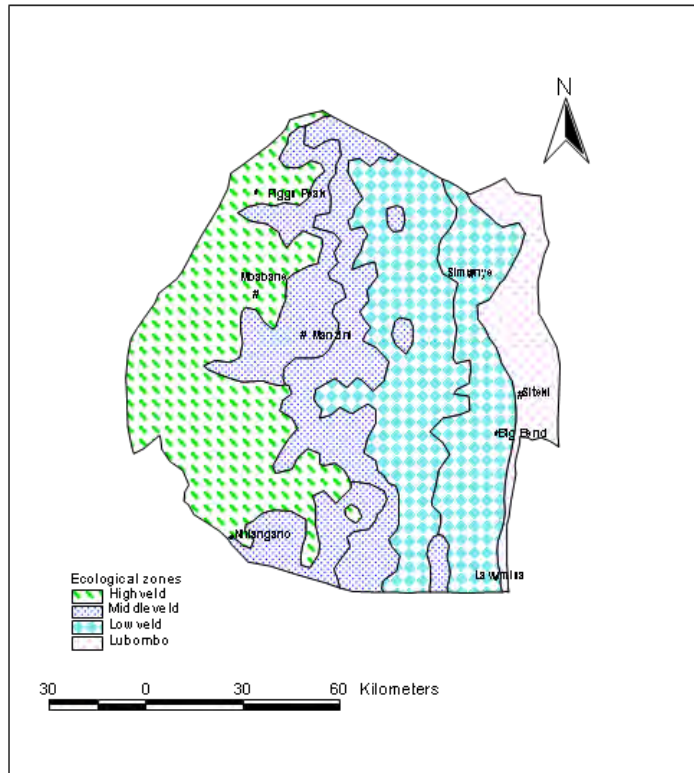 N
Piggs Peak
Mbabane
Simunye
Manzini
Siteki
Big Bend
Nhlangano
Lavumisa
Ecological zones
Highveld
Middleveld
Lowveld
Lubombo
30 0 30 60 Kilometers